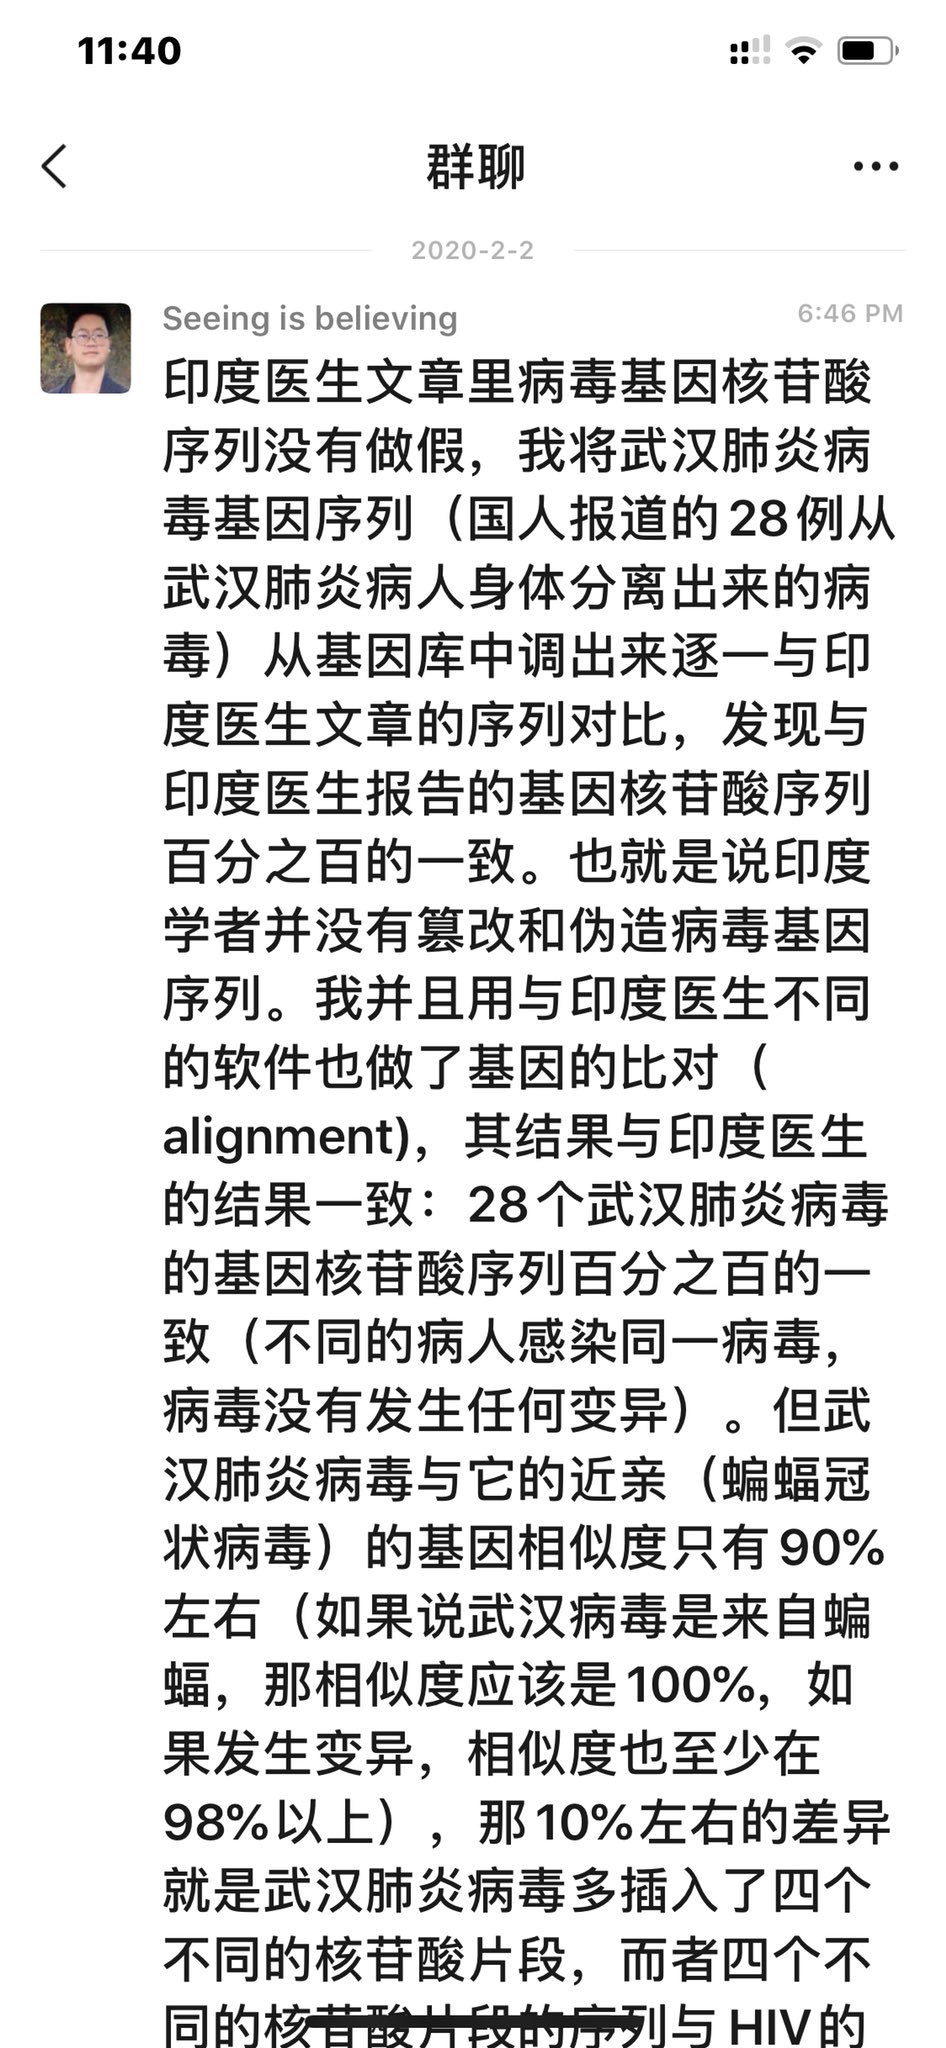 11:40
群聊
2020-2-2
Seeing is believing
6:46 PM
印度医生文章里病毒基因核苷酸
序列没有做假，我将武汉肺炎病
毒基因序列（国人报道的28例从
武汉肺炎病人身体分离出来的病
毒）从基因库中调出来逐一与印
度医生文章的序列对比，发现与
印度医生报告的基因核苷酸序列
百分之百的一致。也就是说印度
学者并没有篡改和伪造病毒基因
序列。我并且用与印度医生不同
的软件也做了基因的比对（
alignment)，其结果与印度医生
的结果一致：28个武汉肺炎病毒
的基因核苷酸序列百分之百的一
致（不同的病人感染同一病毒，
病毒没有发生任何变异）。但武
汉肺炎病毒与它的近亲（蝙蝠冠
状病毒）的基因相似度只有90%
左右（如果说武汉病毒是来自蝙
蝠，那相似度应该是100%，如
果发生变异，相似度也至少在
98%以上），那10%左右的差异
就是武汉肺炎病毒多插入了四个
不同的核苷酸片段，而者四个不
同的核苷酸片段的序列与HIV的